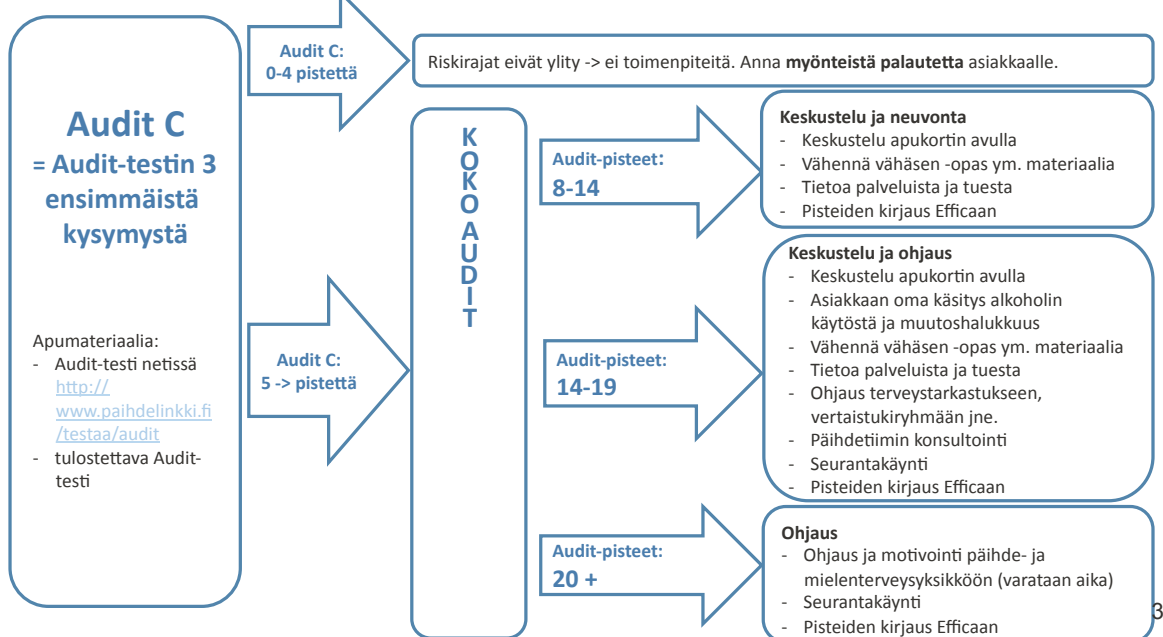 Audit C
= Audit-testin 3
ensimmäistä
kysymystä
Apumateriaalia:
- Audit-testi netissä
http://
www.paihdelinkki.fi
/testaa/audit
- tulostettava Audit-
testi
Audit C:
0-4 pistettä
Riskirajat eivät ylity -> ei toimenpiteitä. Anna myönteistä palautetta asiakkaalle.
Audit C:
5 -> pistettä
KOKO AUDIT
Audit-pisteet:
8-14
Keskustelu ja neuvonta
- Keskustelu apukortin avulla
- Vähennä vähäsen -opas ym. materiaalia
- Tietoa palveluista ja tuesta
- Pisteiden kirjaus Efficaan
Audit-pisteet:
14-19
Keskustelu ja ohjaus
- Keskustelu apukortin avulla
- Asiakkaan oma käsitys alkoholin
käytöstä ja muutoshalukkuus
- Vähennä vähäsen -opas ym. materiaalia
- Tietoa palveluista ja tuesta
- Ohjaus terveystarkastukseen,
vertaistukiryhmään jne.
- Päihdetiimin konsultointi
- Seurantakäynti
- Pisteiden kirjaus Efficaan
Audit-pisteet:
20 +
Ohjaus
- Ohjaus ja motivointi päihde- ja
mielenterveysyksikköön (varataan aika)
- Seurantakäynti
- Pisteiden kirjaus Efficaan
3